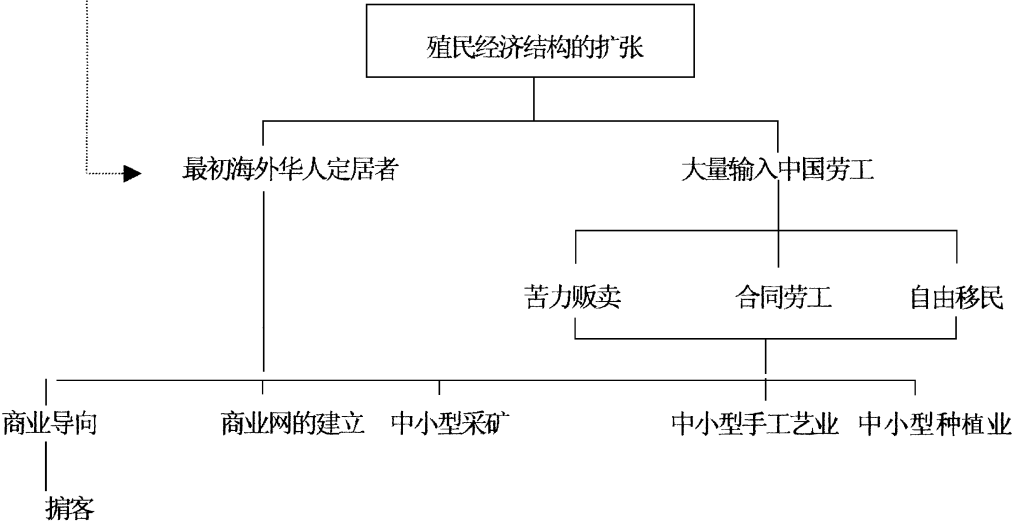 殖民经济结构的扩张
最初海外华人定居者
大量输入中国劳工
苦力贩卖
合同劳工
自由移民
商业导向
商业网的建立
中小型采矿
中小型手工艺业
中小型种植业
掮客